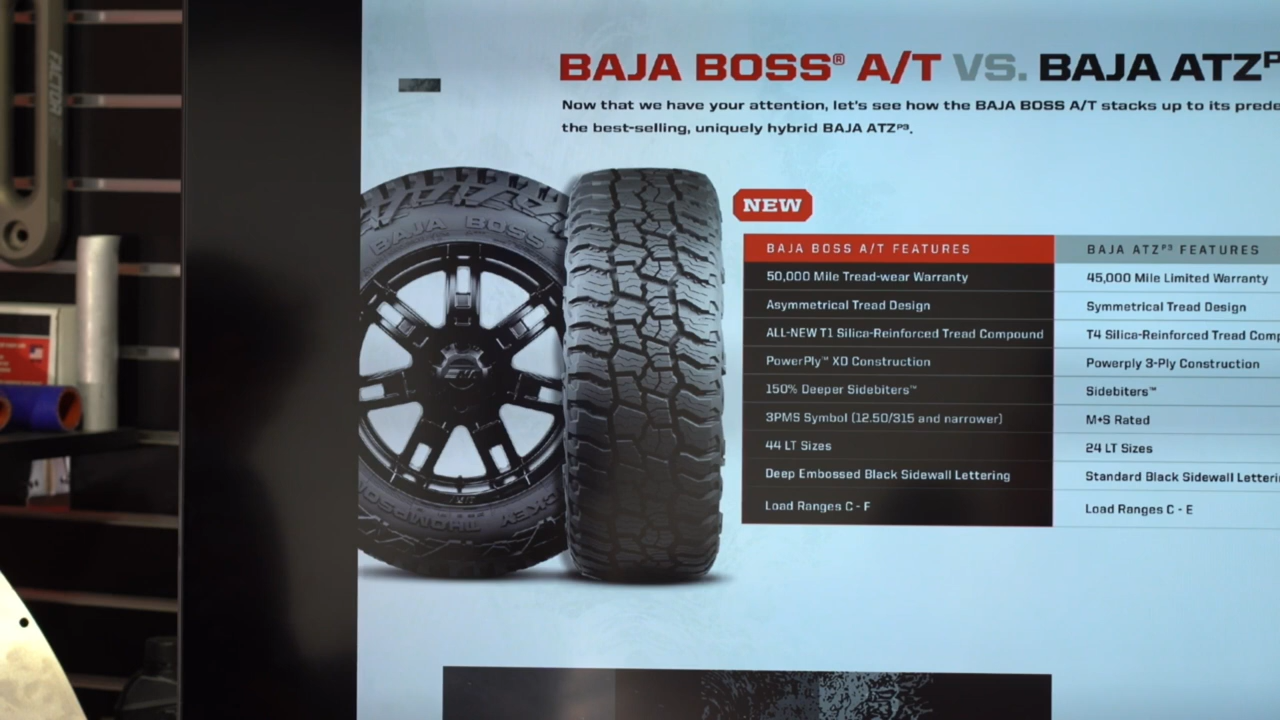 FACTOR
BAJA BOSS® A/T VS. BAJA ATZ
Now that we have your attention, let's see how the BAJA BOSS A/T stacks up to its
the best-selling, uniquely hybrid BAJA ATZᴾ³.
BAJA BOSS
THOMPSON
NEW
BAJA BOSS A/T FEATURES
50,000 Mile Tread-wear Warranty
Asymmetrical Tread Design
ALL-NEW T1 Silica-Reinforced Tread Compound
PowerPly™ XD Construction
150% Deeper Sidebiters™
3PMS Symbol (12.50/315 and narrower)
44 LT Sizes
Deep Embossed Black Sidewall Lettering
Load Ranges C - F
BAJA ATZᴾ³ FEATURES
45,000 Mile Limited Warranty
Symmetrical Tread Design
T4 Silica-Reinforced Tread
Powerply 3-Ply Construction
Sidebiters™
M+S Rated
24 LT Sizes
Standard Black Sidewall
Load Ranges C - E